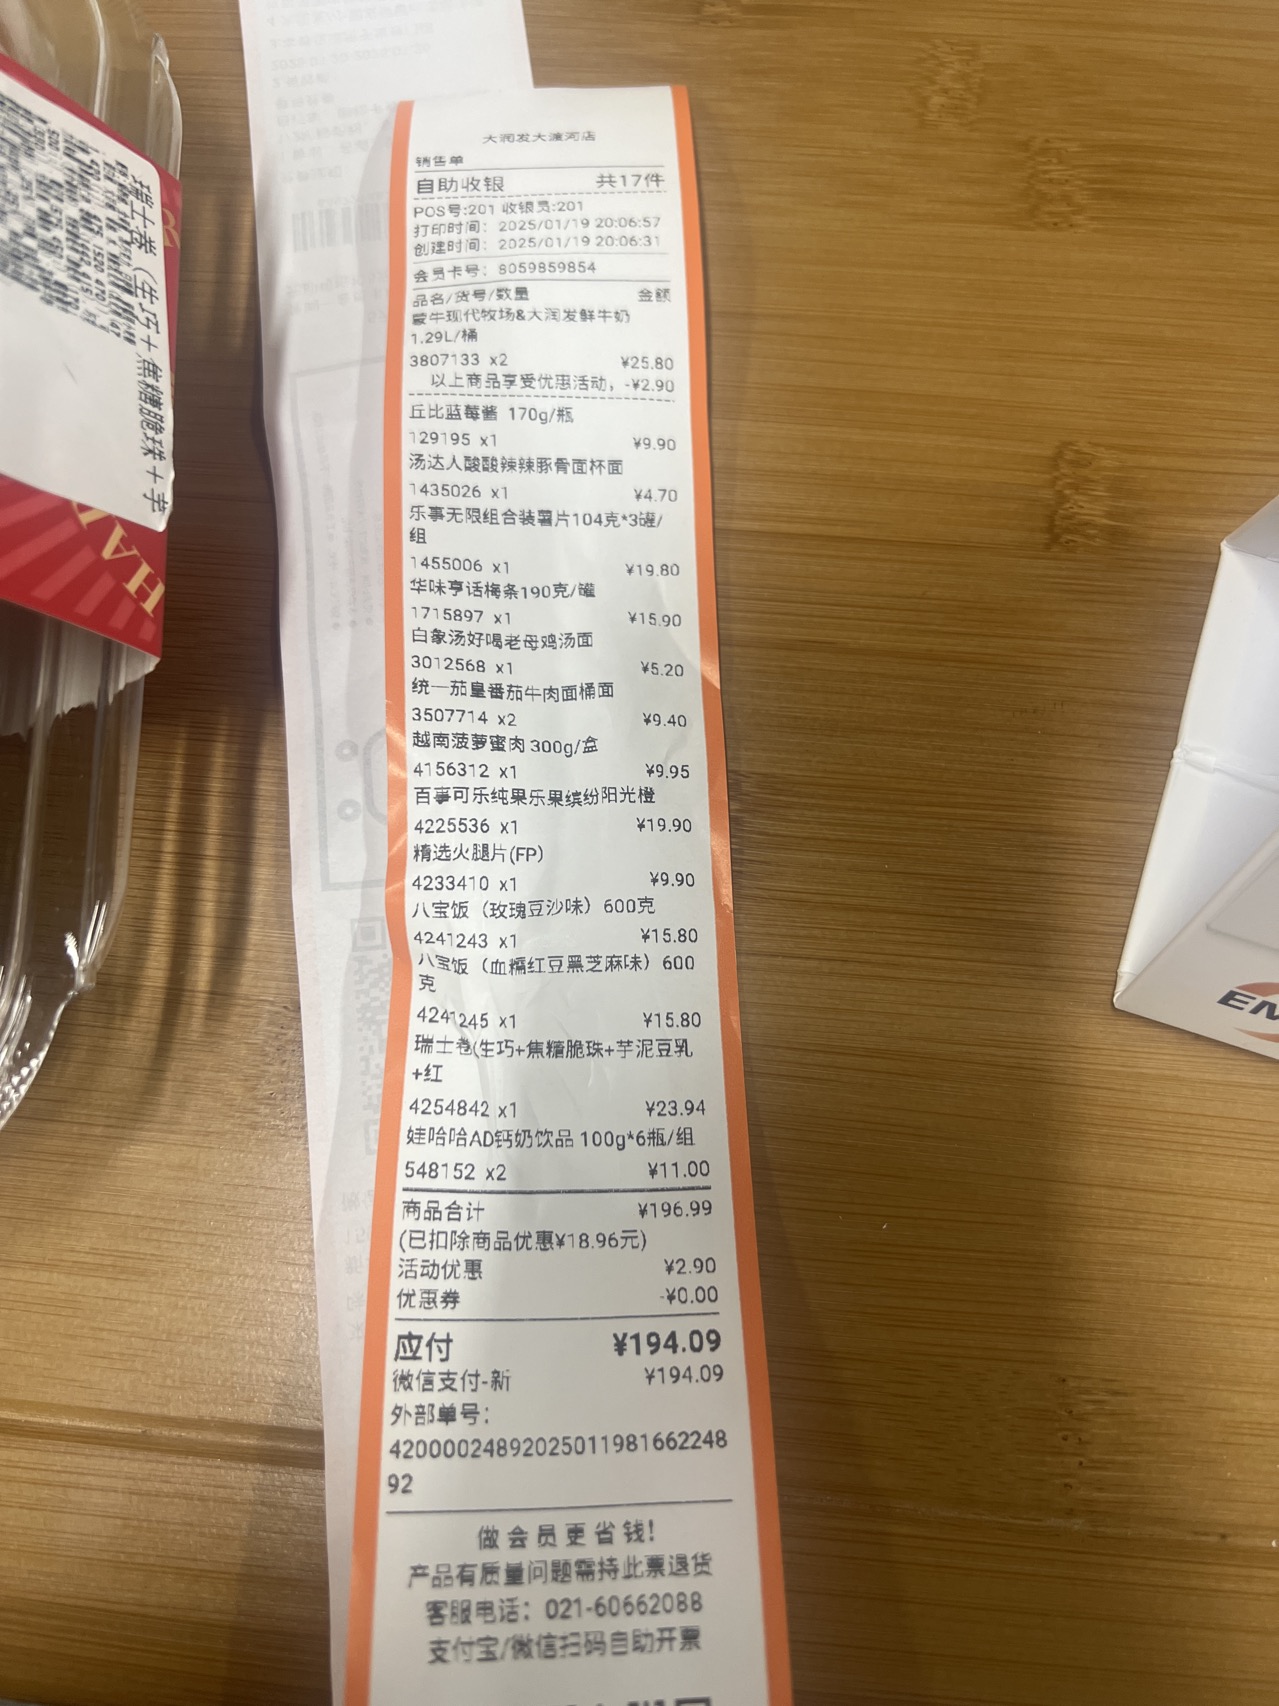 大润发大渡河店
销售单
自助收银 共17件
POS号:201 收银员:201
打印时间: 2025/01/19 20:06:57
创建时间: 2025/01/19 20:06:31
会员卡号: 8059859854
品名/货号/数量 金额
蒙牛现代牧场&大润发鲜牛奶
1.29L/桶
3807133 x2 ¥25.80
以上商品享受优惠活动, -¥2.90
丘比蓝莓酱 170g/瓶
129195 x1 ¥9.90
汤达人酸酸辣辣豚骨面杯面
1435026 x1 ¥4.70
乐事无限组合装薯片104克*3罐/
组
1455006 x1 ¥19.80
华味亨话梅条190克/罐
1715897 x1 ¥15.90
白象汤好喝老母鸡汤面
3012568 x1 ¥5.20
统一茄皇番茄牛肉面桶面
3507714 x2 ¥9.40
越南菠萝蜜肉 300g/盒
4156312 x1 ¥9.95
百事可乐纯果乐果缤纷阳光橙
4225536 x1 ¥19.90
精选火腿片(FP)
4233410 x1 ¥9.90
八宝饭（玫瑰豆沙味）600克
4241243 x1 ¥15.80
八宝饭（血糯红豆黑芝麻味）600
克
4241245 x1 ¥15.80
瑞士卷(生巧+焦糖脆珠+芋泥豆乳
+红
4254842 x1 ¥23.94
娃哈哈AD钙奶饮品 100g*6瓶/组
548152 x2 ¥11.00
商品合计 ¥196.99
(已扣除商品优惠¥18.96元)
活动优惠 ¥2.90
优惠券 -¥0.00
应付 ¥194.09
微信支付-新 ¥194.09
外部单号:
42000024892025011981662248
92
做会员更省钱!
产品有质量问题需持此票退货
客服电话: 021-60662088
支付宝/微信扫码自助开票
瑞士卷（生巧+焦糖脆珠+芋
HA
EM